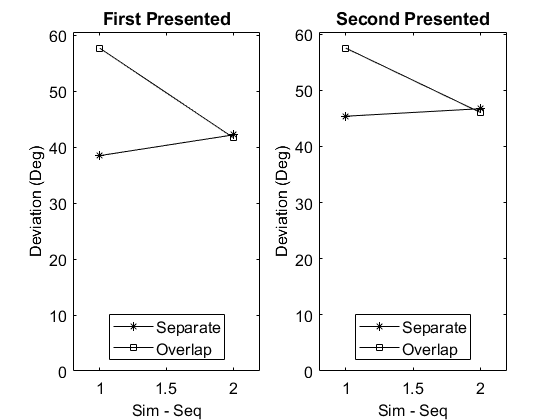 First Presented
60
50
40
30
20
10
0
Deviation (Deg)
Separate
Overlap
1 1.5 2
Sim - Seq
Second Presented
60
50
40
30
20
10
0
Deviation (Deg)
Separate
Overlap
1 1.5 2
Sim - Seq